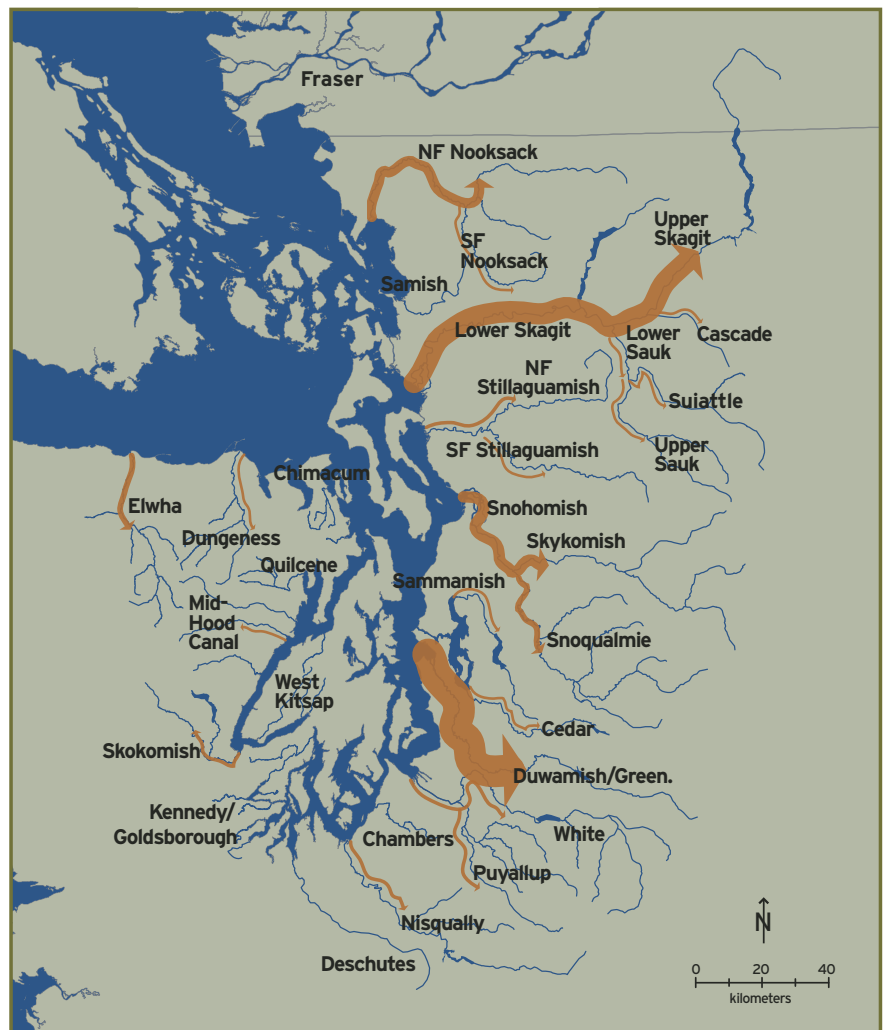 Fraser
NF Nooksack
Upper
Skagit
SF
Nooksack
Samish
Lower Skagit
Lower
Sauk
Cascade
NF
Stillaguamish
Suiattle
SF Stillaguamish
Upper
Sauk
Chimacum
Elwha
Snohomish
Dungeness
Skykomish
Quilcene
Sammamish
Mid-
Hood
Canal
Snoqualmie
West
Kitsap
Cedar
Skokomish
Duwamish/Green.
Kennedy/
Goldsborough
Chambers
White
Puyallup
Nisqually
Deschutes
N
0 20 40
kilometers